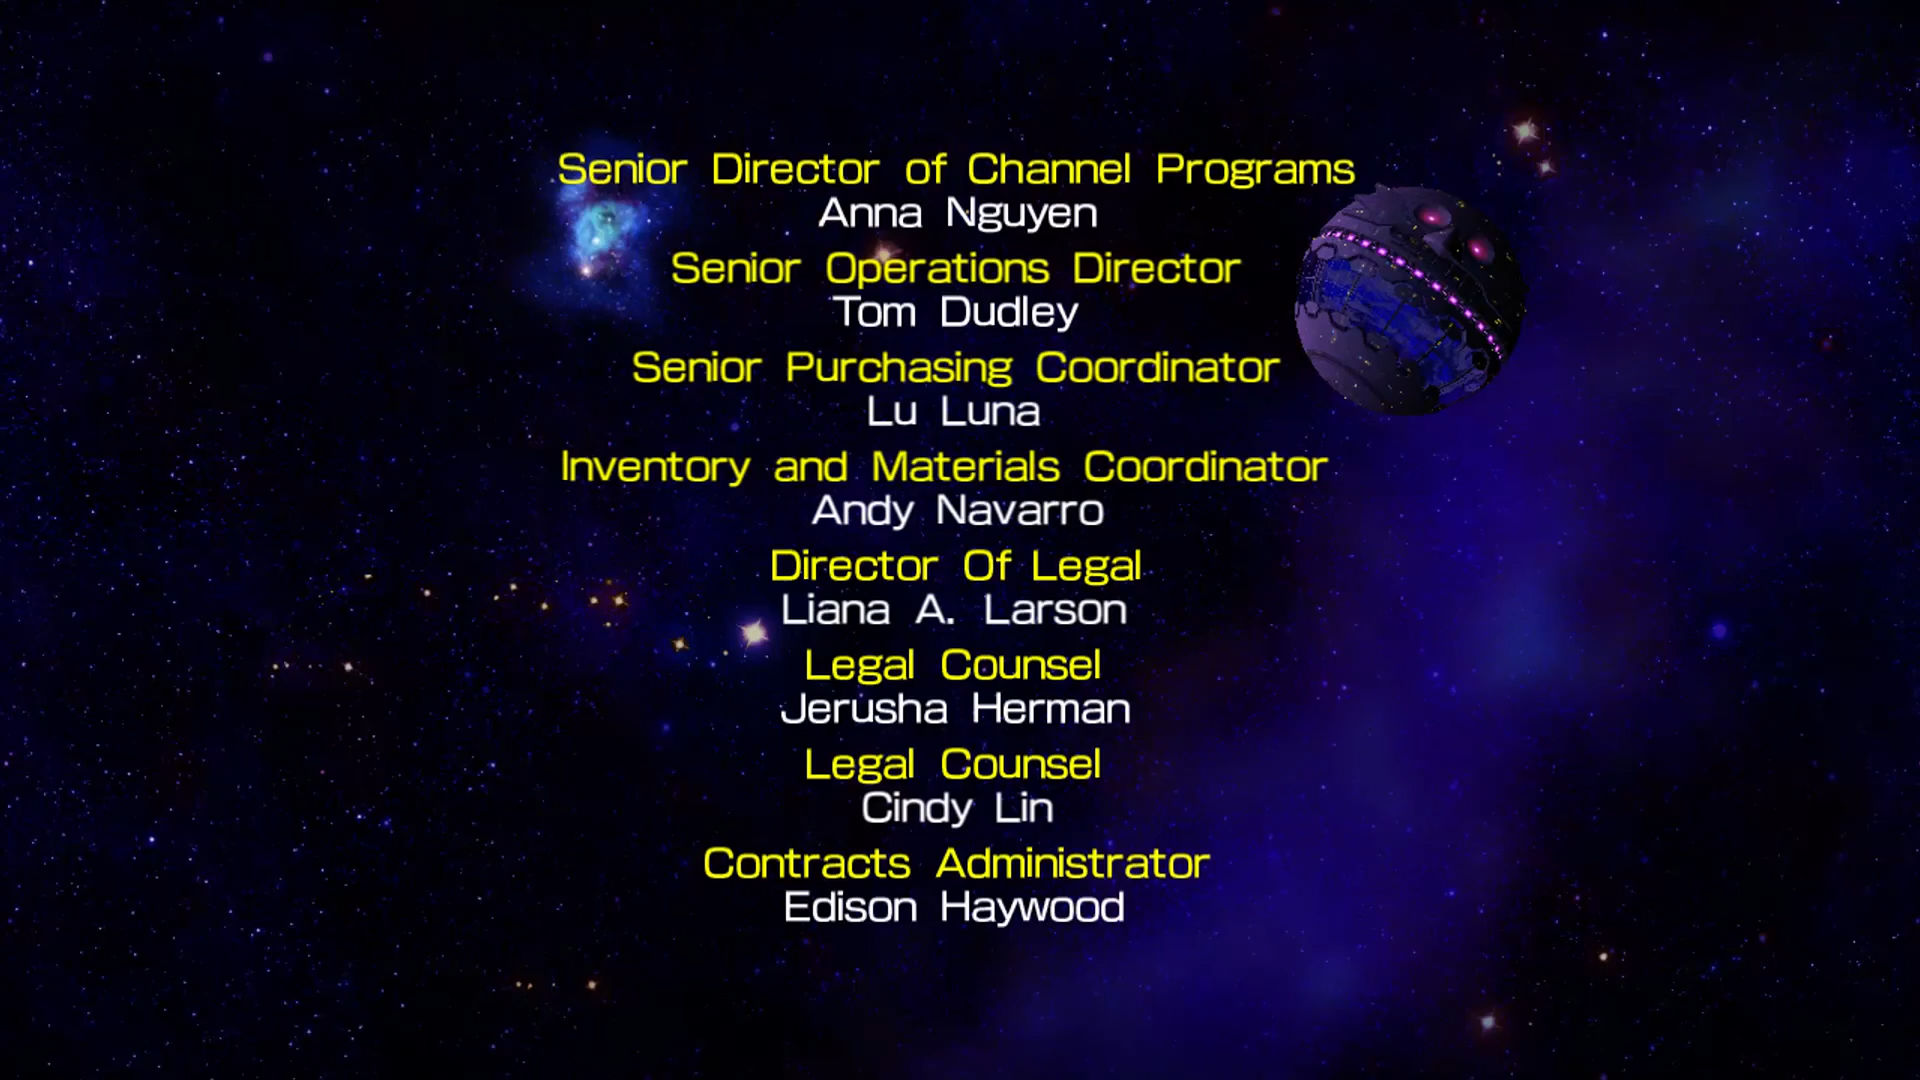 Senior Director of Channel Programs
Anna Nguyen
Senior Operations Director
Tom Dudley
Senior Purchasing Coordinator
Lu Luna
Inventory and Materials Coordinator
Andy Navarro
Director Of Legal
Liana A. Larson
Legal Counsel
Jerusha Herman
Legal Counsel
Cindy Lin
Contracts Administrator
Edison Haywood